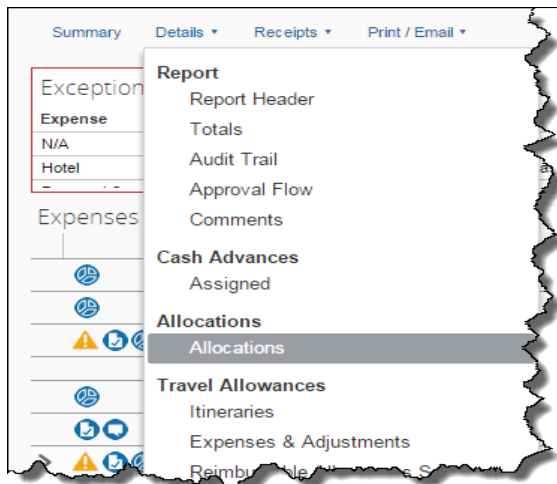 Summary Details Receipts Print / Email
Exception
Expense
N/A
Hotel
Expenses
Report
Report Header
Totals
Audit Trail
Approval Flow
Comments
Cash Advances
Assigned
Allocations
Allocations
Travel Allowances
Itineraries
Expenses & Adjustments